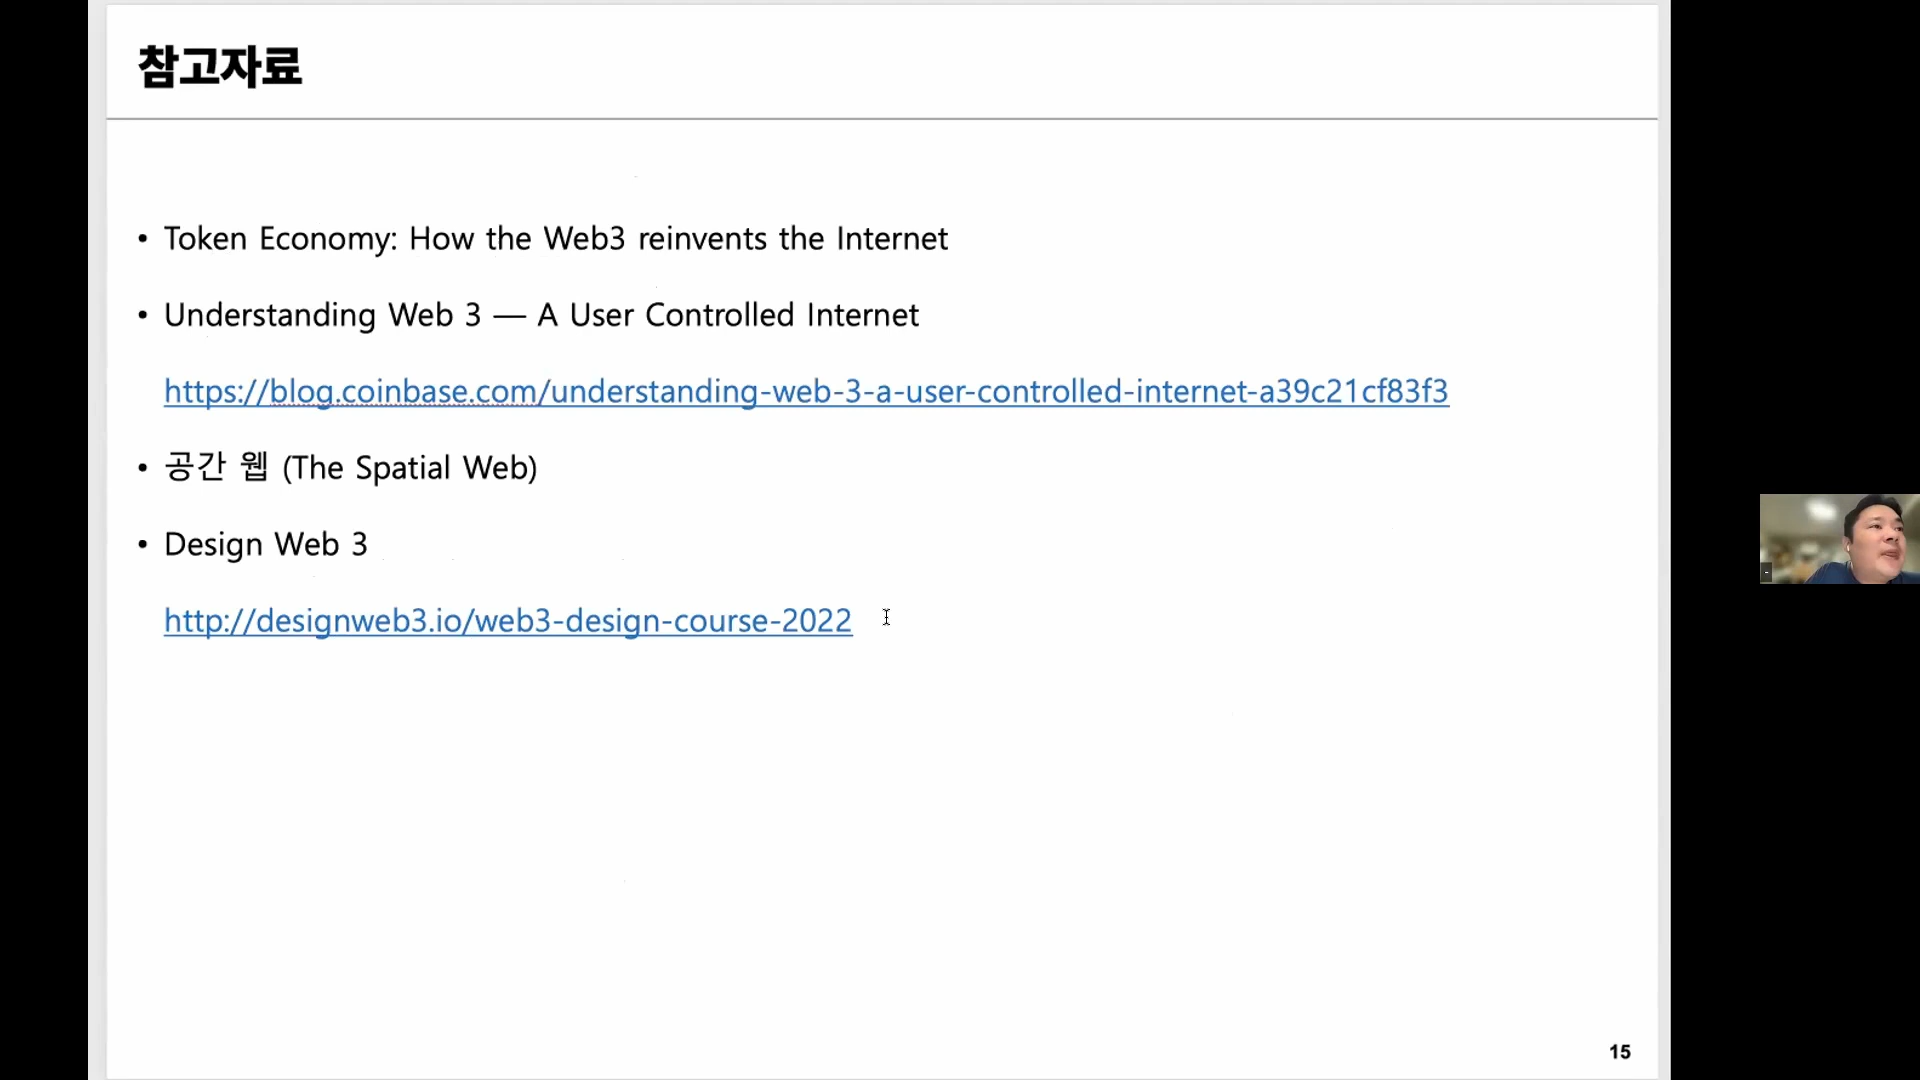 참고자료
• Token Economy: How the Web3 reinvents the Internet
• Understanding Web 3 — A User Controlled Internet
https://blog.coinbase.com/understanding-web-3-a-user-controlled-internet-a39c21cf83f3
• 공간 웹 (The Spatial Web)
• Design Web 3
http://designweb3.io/web3-design-course-2022
15